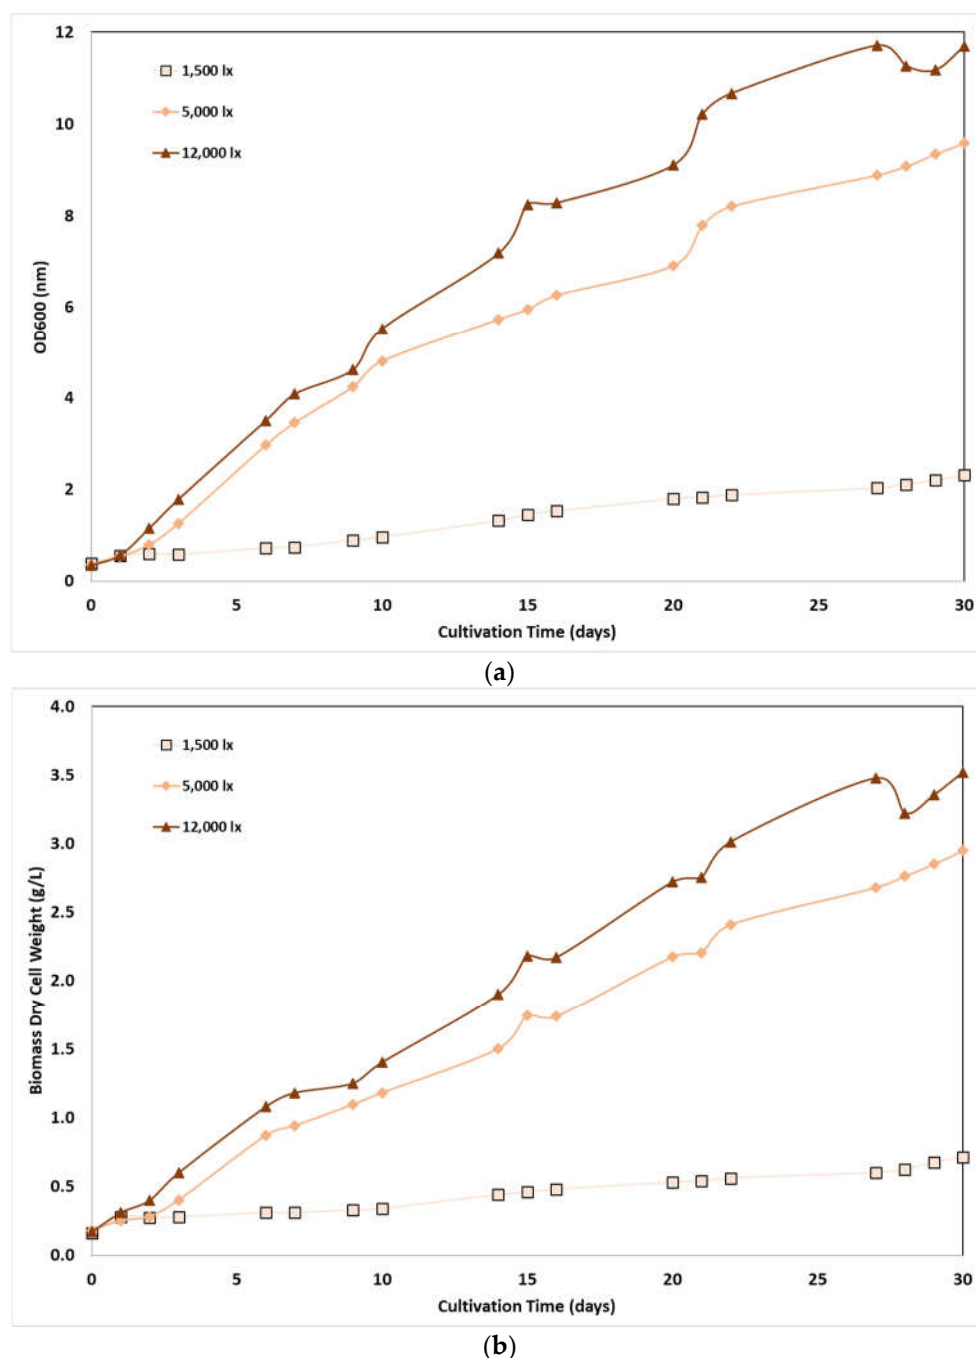 12
10
8
6
4
2
0
OD600 (nm)
1,500 lx
5,000 lx
12,000 lx
0 5 10 15 20 25 30
Cultivation Time (days)
(a)
4.0
3.5
3.0
2.5
2.0
1.5
1.0
0.5
0.0
Biomass Dry Cell Weight (g/L)
1,500 lx
5,000 lx
12,000 lx
0 5 10 15 20 25 30
Cultivation Time (days)
(b)